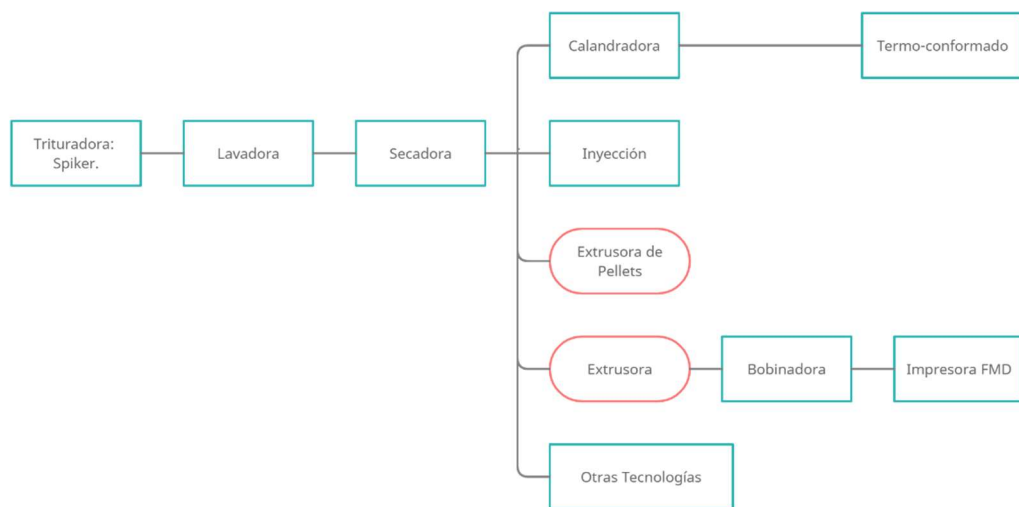 Calandradora
Termo-conformado
Trituradora:
Spiker.
Lavadora
Secadora
Inyección
Extrusora de
Pellets
Extrusora
Bobinadora
Impresora FMD
Otras Tecnologías